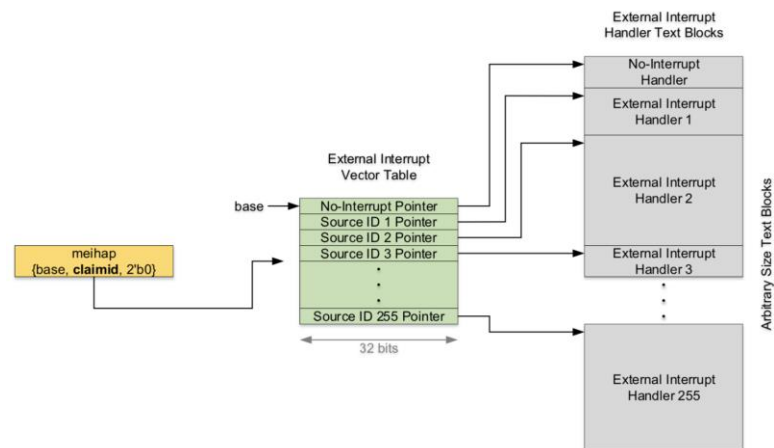 External Interrupt
Handler Text Blocks
No-Interrupt
Handler
External Interrupt
Handler 1
External Interrupt
Vector Table
External Interrupt
Handler 2
base
No-Interrupt Pointer
Source ID 1 Pointer
Source ID 2 Pointer
Source ID 3 Pointer
meihap
{base, claimid, 2'b0}
External Interrupt
Handler 3
Source ID 255 Pointer
32 bits
External Interrupt
Handler 255
Arbitrary Size Text Blocks